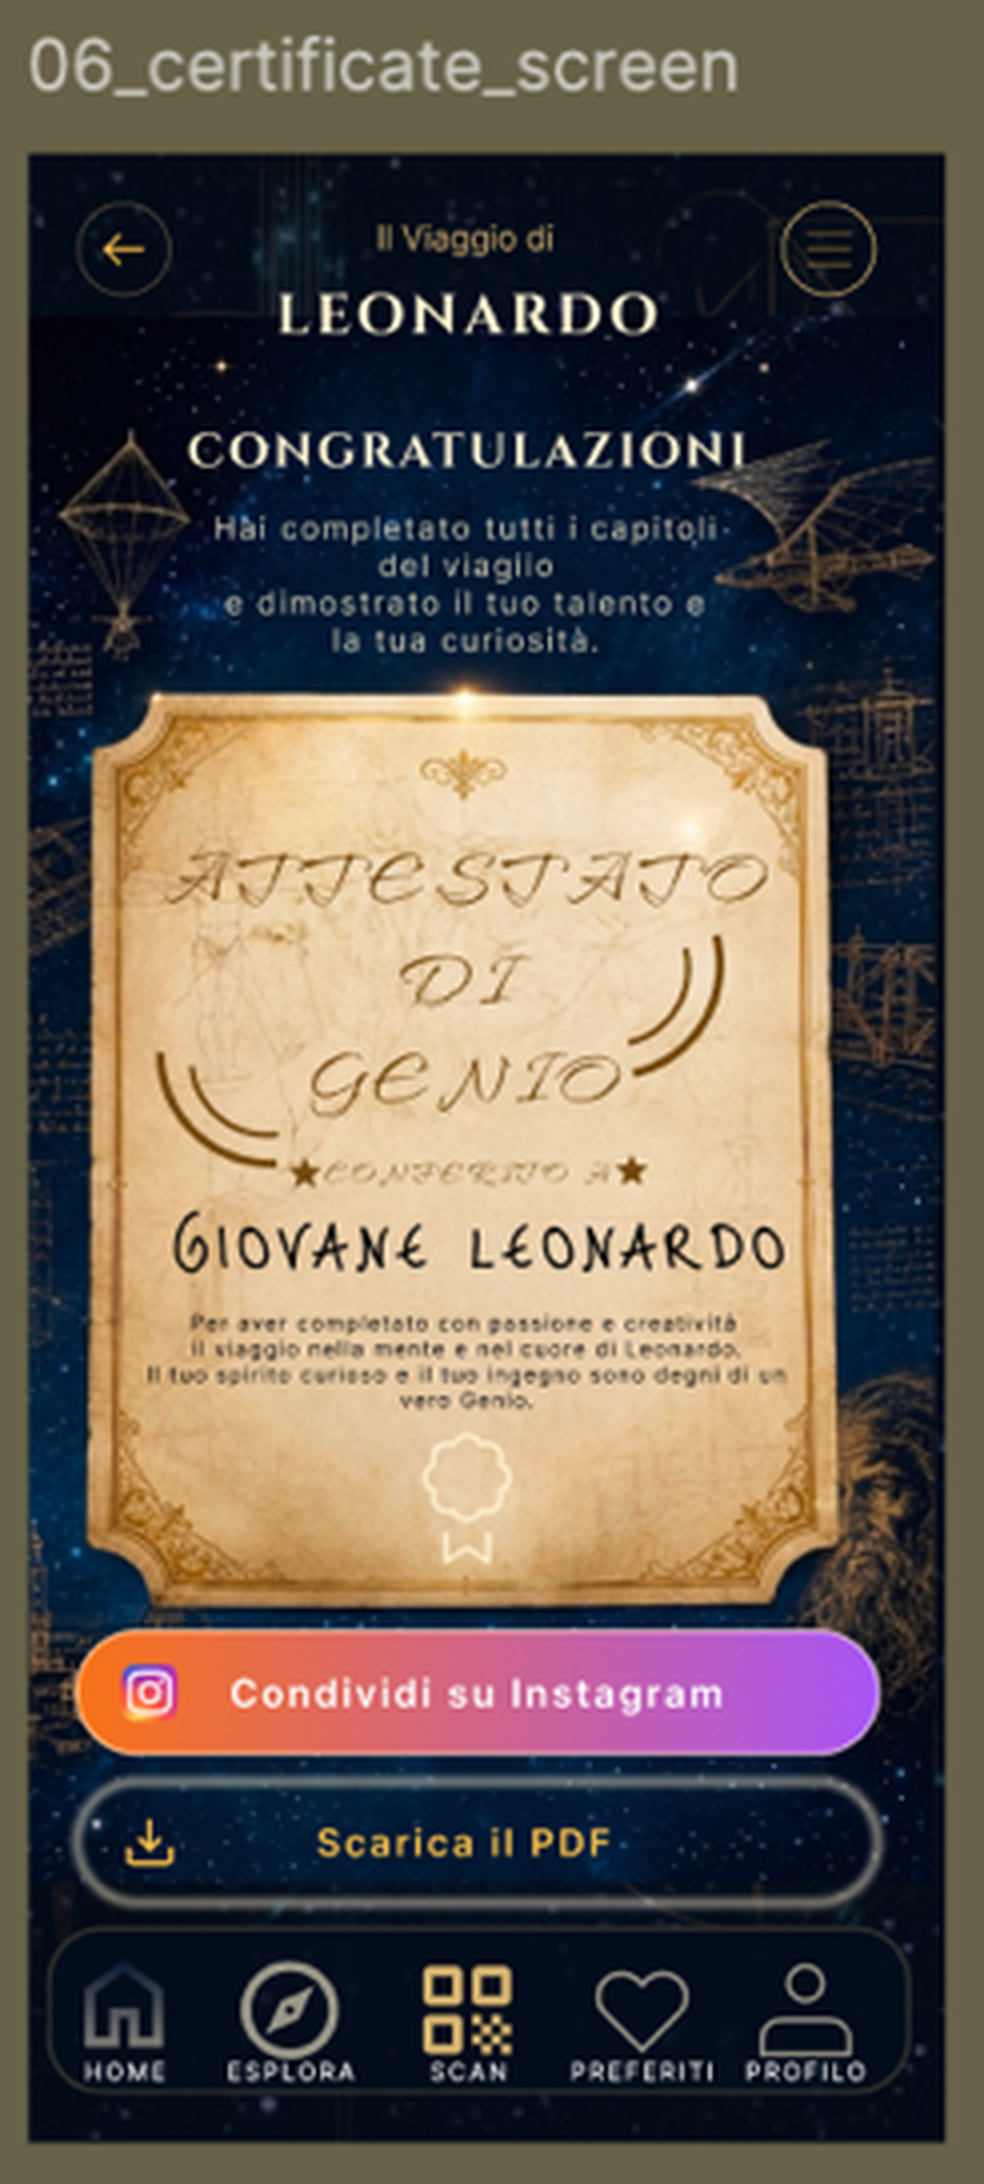 06_certificate_screen
Il Viaggio di
LEONARDO
CONGRATULAZIONI
Hai completato tutti i capitoli
del viaggio
e dimostrato il tuo talento e
la tua curiosità.
ATTESTATO
DI
GENIO
CONFERITO A
GIOVANE LEONARDO
Per aver completato con passione e creatività
il viaggio nella mente e nel cuore di Leonardo.
Il tuo spirito curioso e il tuo ingegno sono degni di un
vero Genio.
Condividi su Instagram
Scarica il PDF
HOME ESPLORA SCAN PREFERITI PROFILO